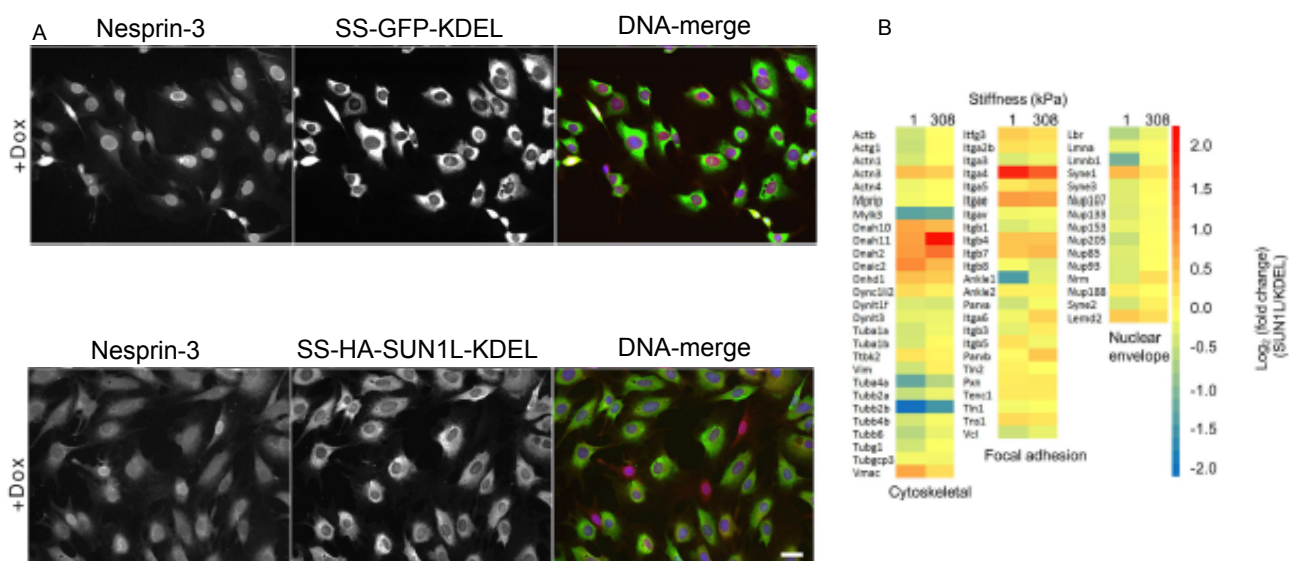 A
Nesprin-3
SS-GFP-KDEL
DNA-merge
+Dox
Nesprin-3
SS-HA-SUN1L-KDEL
DNA-merge
+Dox
B
Stiffness (kPa)
1 308
1 308
1 308
Actb
Actg1
Actn1
Actn3
Actn4
Mprip
Mylk3
Dnah10
Dnah11
Dnah2
Dnaic2
Dnhd1
Dync1li2
Dynlt1f
Dynlt3
Tuba1a
Tuba1b
Ttbk2
Vim
Tuba4a
Tubb2a
Tubb2b
Tubb4b
Tubb6
Tubg1
Tubgcp3
Vmac
Cytoskeletal
Itfg3
Itga2b
Itga3
Itga4
Itga5
Itgae
Itgav
Itgb1
Itgb4
Itgb7
Itgb8
Ankle1
Ankle2
Parva
Itga6
Itgb3
Itgb5
Parvb
Tln2
Pxn
Tenc1
Tln1
Tns1
Vcl
Focal adhesion
Lbr
Lmna
Lmnb1
Syne1
Syne3
Nup107
Nup133
Nup153
Nup205
Nup85
Nup93
Nrm
Nup188
Syne2
Lemd2
Nuclear
envelope
2.0
1.5
1.0
0.5
0.0
-0.5
-1.0
-1.5
-2.0
Log₂ (fold change)
(SUN1L/KDEL)